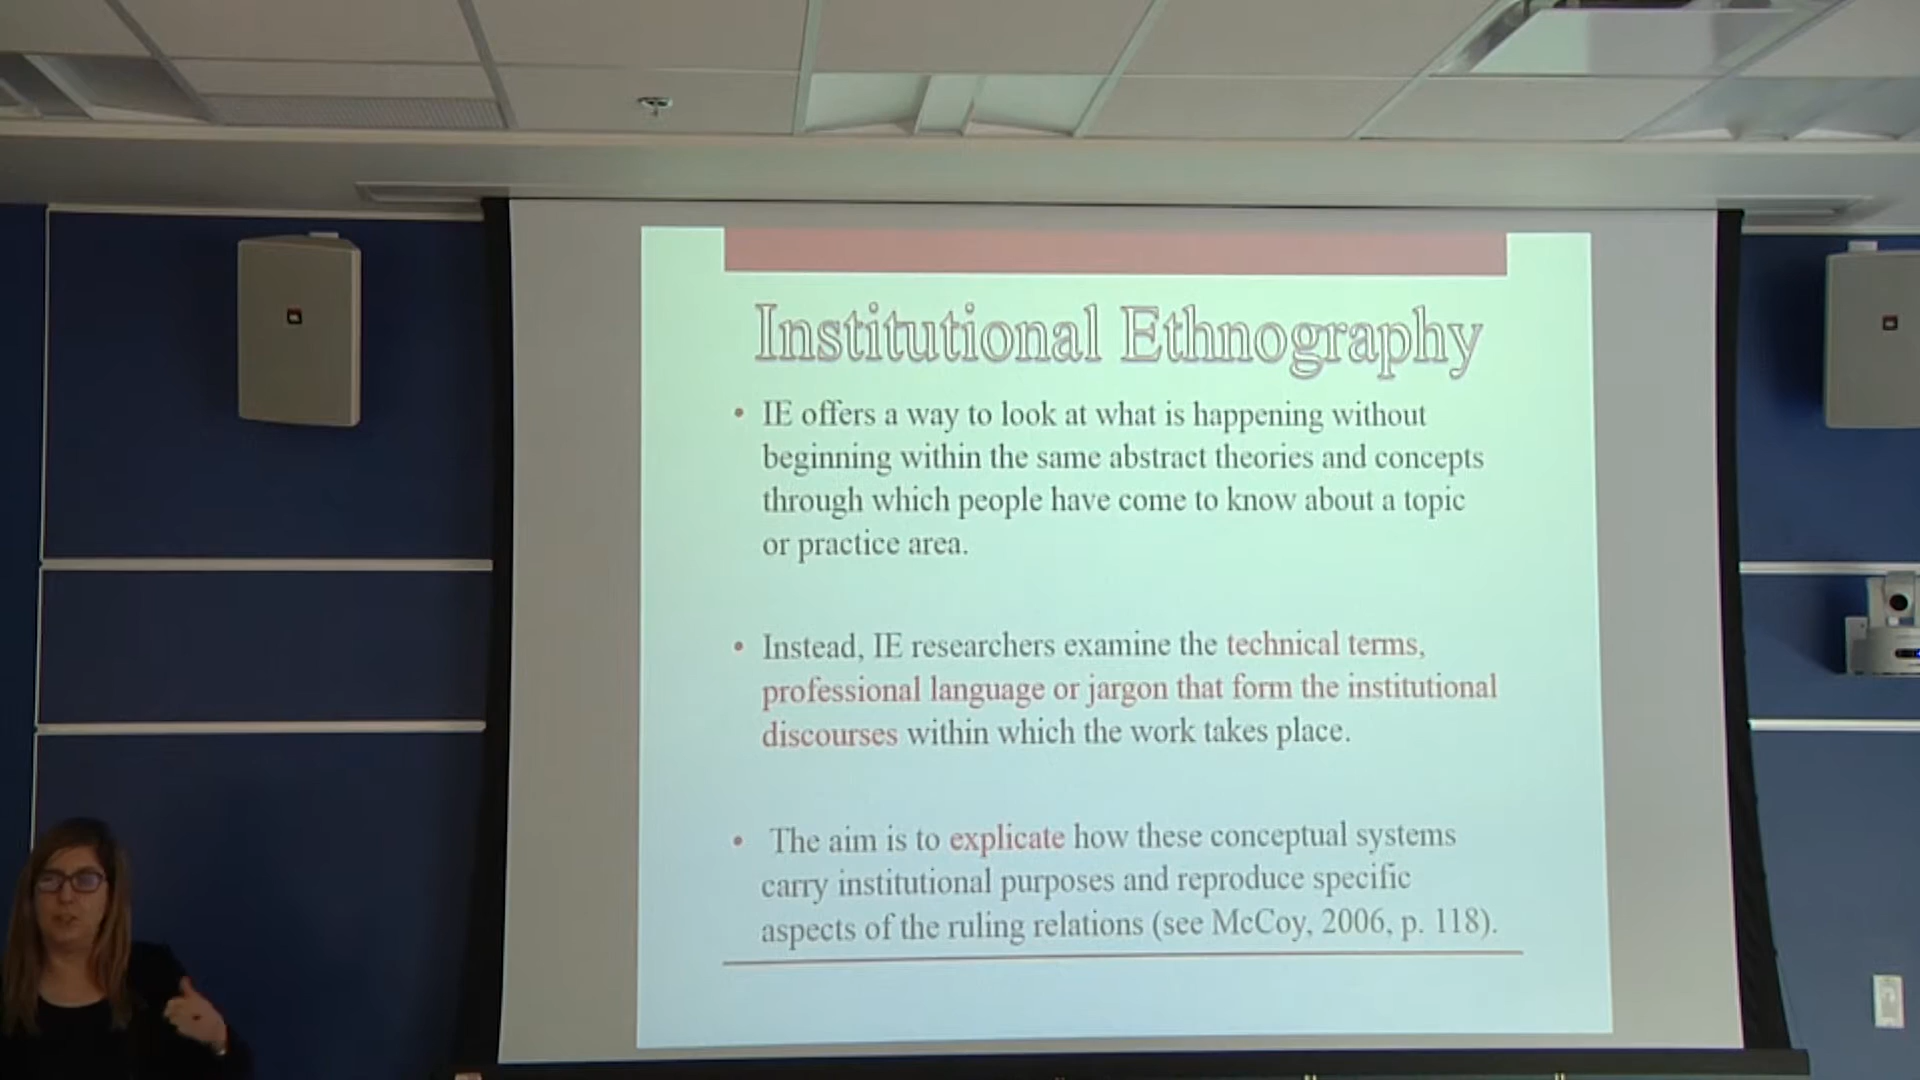 Institutional Ethnography
• IE offers a way to look at what is happening without
beginning within the same abstract theories and concepts
through which people have come to know about a topic
or practice area.
• Instead, IE researchers examine the technical terms,
professional language or jargon that form the institutional
discourses within which the work takes place.
• The aim is to explicate how these conceptual systems
carry institutional purposes and reproduce specific
aspects of the ruling relations (see McCoy, 2006, p. 118).